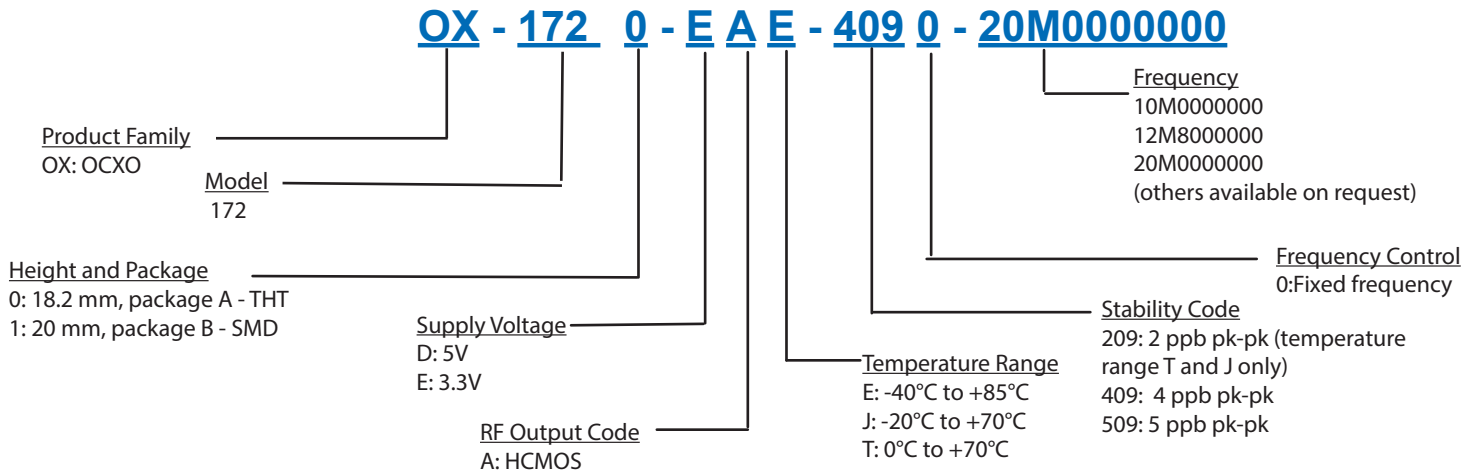 OX - 172 0 - E A E - 409 0 - 20M0000000
Product Family
OX: OCXO
Model
172
Height and Package
0: 18.2 mm, package A - THT
1: 20 mm, package B - SMD
Supply Voltage
D: 5V
E: 3.3V
RF Output Code
A: HCMOS
Temperature Range
E: -40°C to +85°C
J: -20°C to +70°C
T: 0°C to +70°C
Stability Code
209: 2 ppb pk-pk (temperature
range T and J only)
409: 4 ppb pk-pk
509: 5 ppb pk-pk
Frequency Control
0:Fixed frequency
Frequency
10M0000000
12M8000000
20M0000000
(others available on request)